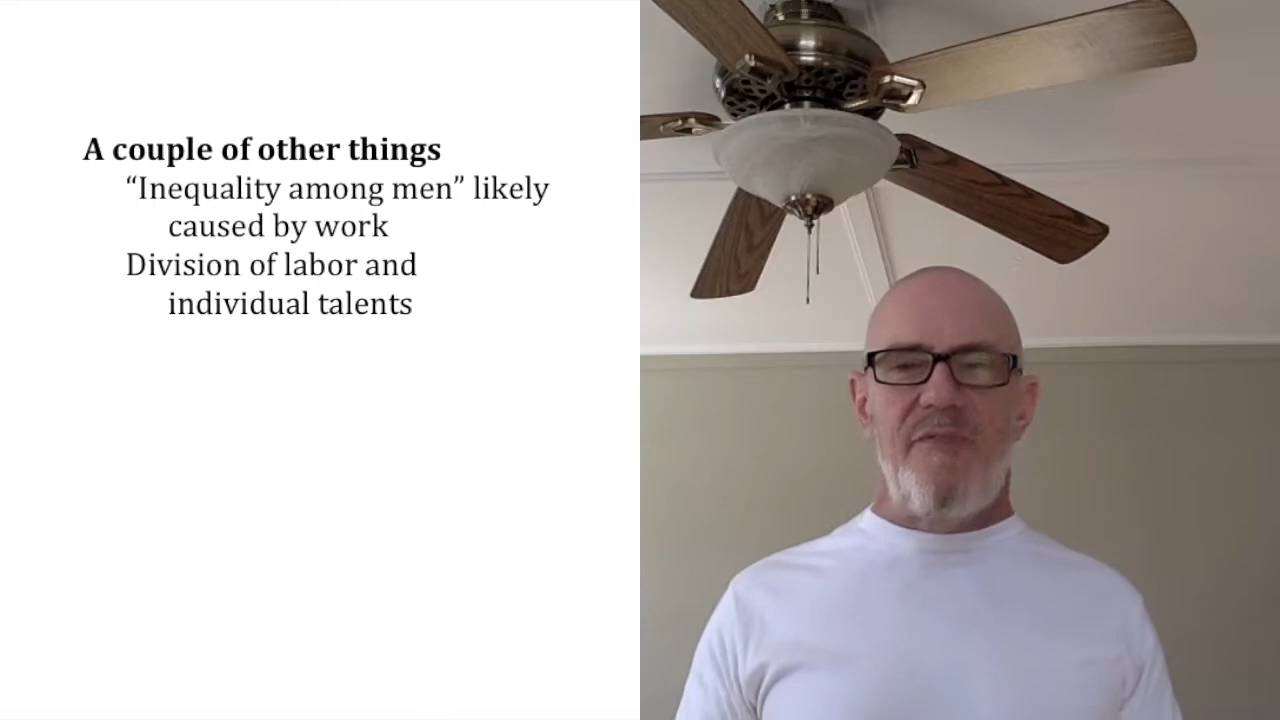 A couple of other things
“Inequality among men” likely
caused by work
Division of labor and
individual talents